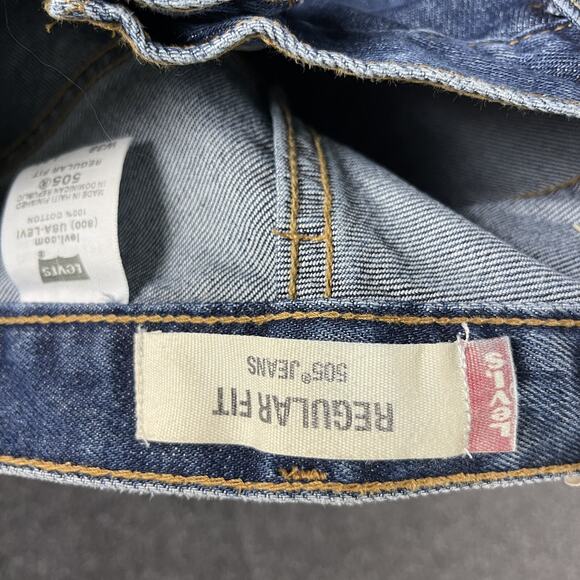 REGULAR FIT
505® JEANS
Levi's
Levi's
®
levi.com
(800) USA-LEVI
100% COTTON
MADE IN HAITI FINISHED
IN DOMINICAN REPUBLIC
505®
REGULAR FIT